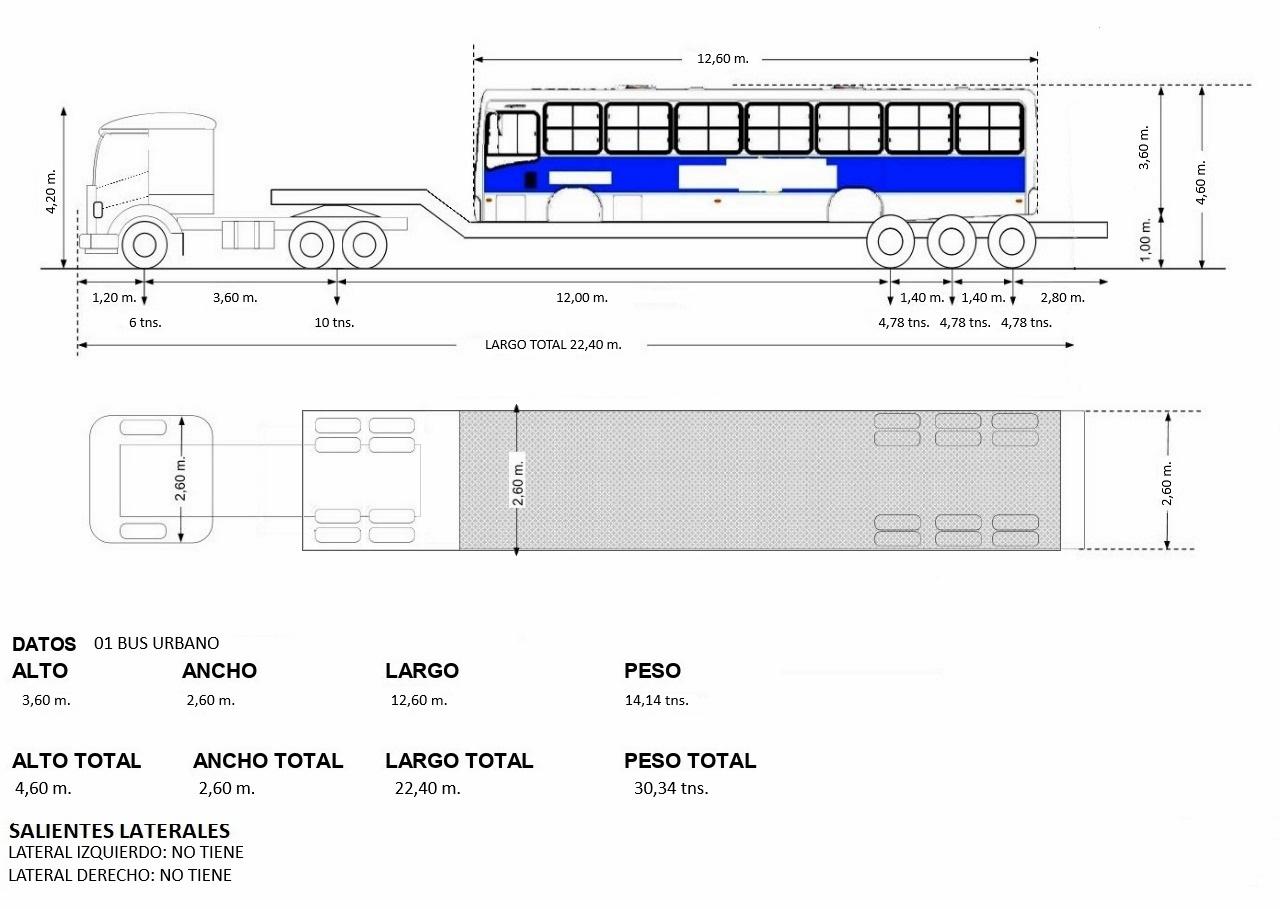 12,60 m.
4,20 m.
3,60 m.
4,60 m.
1,00 m.
1,20 m. 3,60 m. 12,00 m. 1,40 m. 1,40 m. 2,80 m.
6 tns. 10 tns. 4,78 tns. 4,78 tns. 4,78 tns.
LARGO TOTAL 22,40 m.
2,60 m.
2,60 m.
2,60 m.
DATOS 01 BUS URBANO
ALTO ANCHO LARGO PESO
3,60 m. 2,60 m. 12,60 m. 14,14 tns.
ALTO TOTAL ANCHO TOTAL LARGO TOTAL PESO TOTAL
4,60 m. 2,60 m. 22,40 m. 30,34 tns.
SALIENTES LATERALES
LATERAL IZQUIERDO: NO TIENE
LATERAL DERECHO: NO TIENE